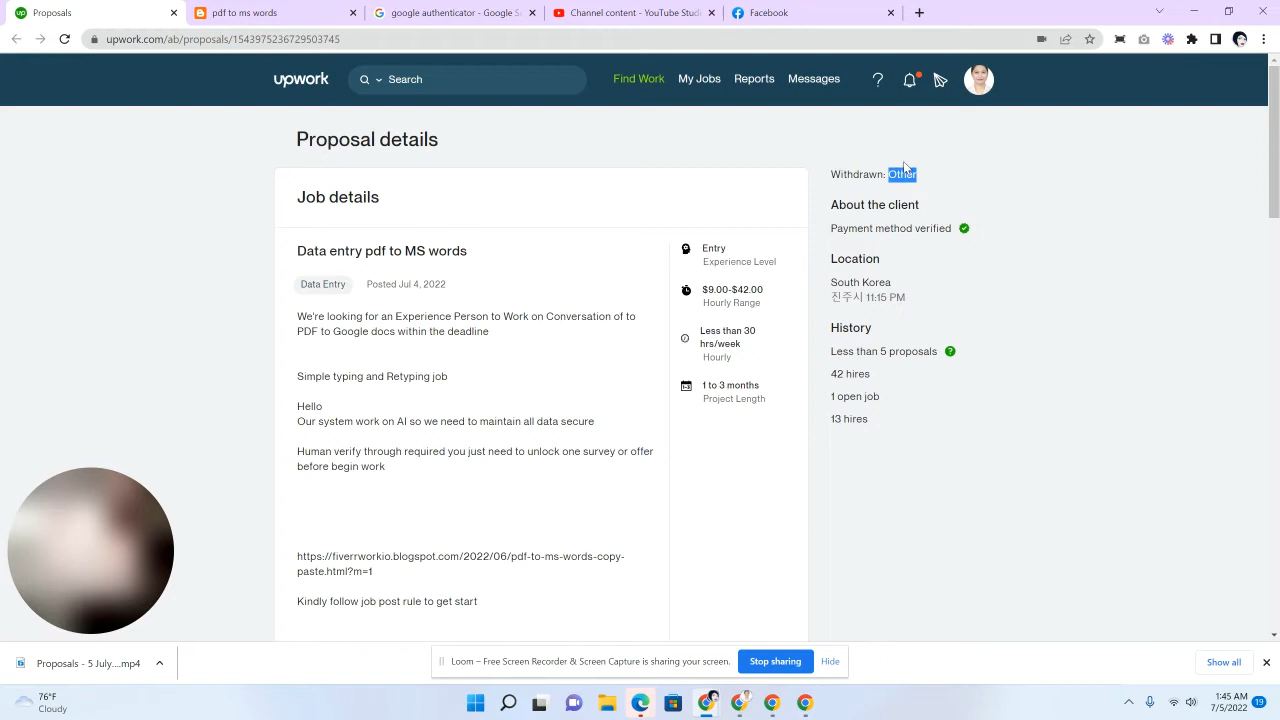 Proposals
pdf to ms words
google authenticator - Google Se
Channel content - YouTube Studi
Facebook
upwork.com/ab/proposals/1543975236729503745
upwork
Search
Find Work
My Jobs
Reports
Messages
Proposal details
Job details
Data entry pdf to MS words
Data Entry
Posted Jul 4, 2022
We're looking for an Experience Person to Work on Conversation of to
PDF to Google docs within the deadline
Simple typing and Retyping job
Hello
Our system work on AI so we need to maintain all data secure
Human verify through required you just need to unlock one survey or offer
before begin work
https://fiverrworkio.blogspot.com/2022/06/pdf-to-ms-words-copy-
paste.html?m=1
Kindly follow job post rule to get start
Entry
Experience Level
$9.00-$42.00
Hourly Range
Less than 30
hrs/week
Hourly
1 to 3 months
Project Length
Withdrawn: Other
About the client
Payment method verified
Location
South Korea
진주시 11:15 PM
History
Less than 5 proposals
42 hires
1 open job
13 hires
Proposals - 5 July....mp4
Loom – Free Screen Recorder & Screen Capture is sharing your screen.
Stop sharing
Hide
Show all
76°F
Cloudy
1:45 AM
7/5/2022
19